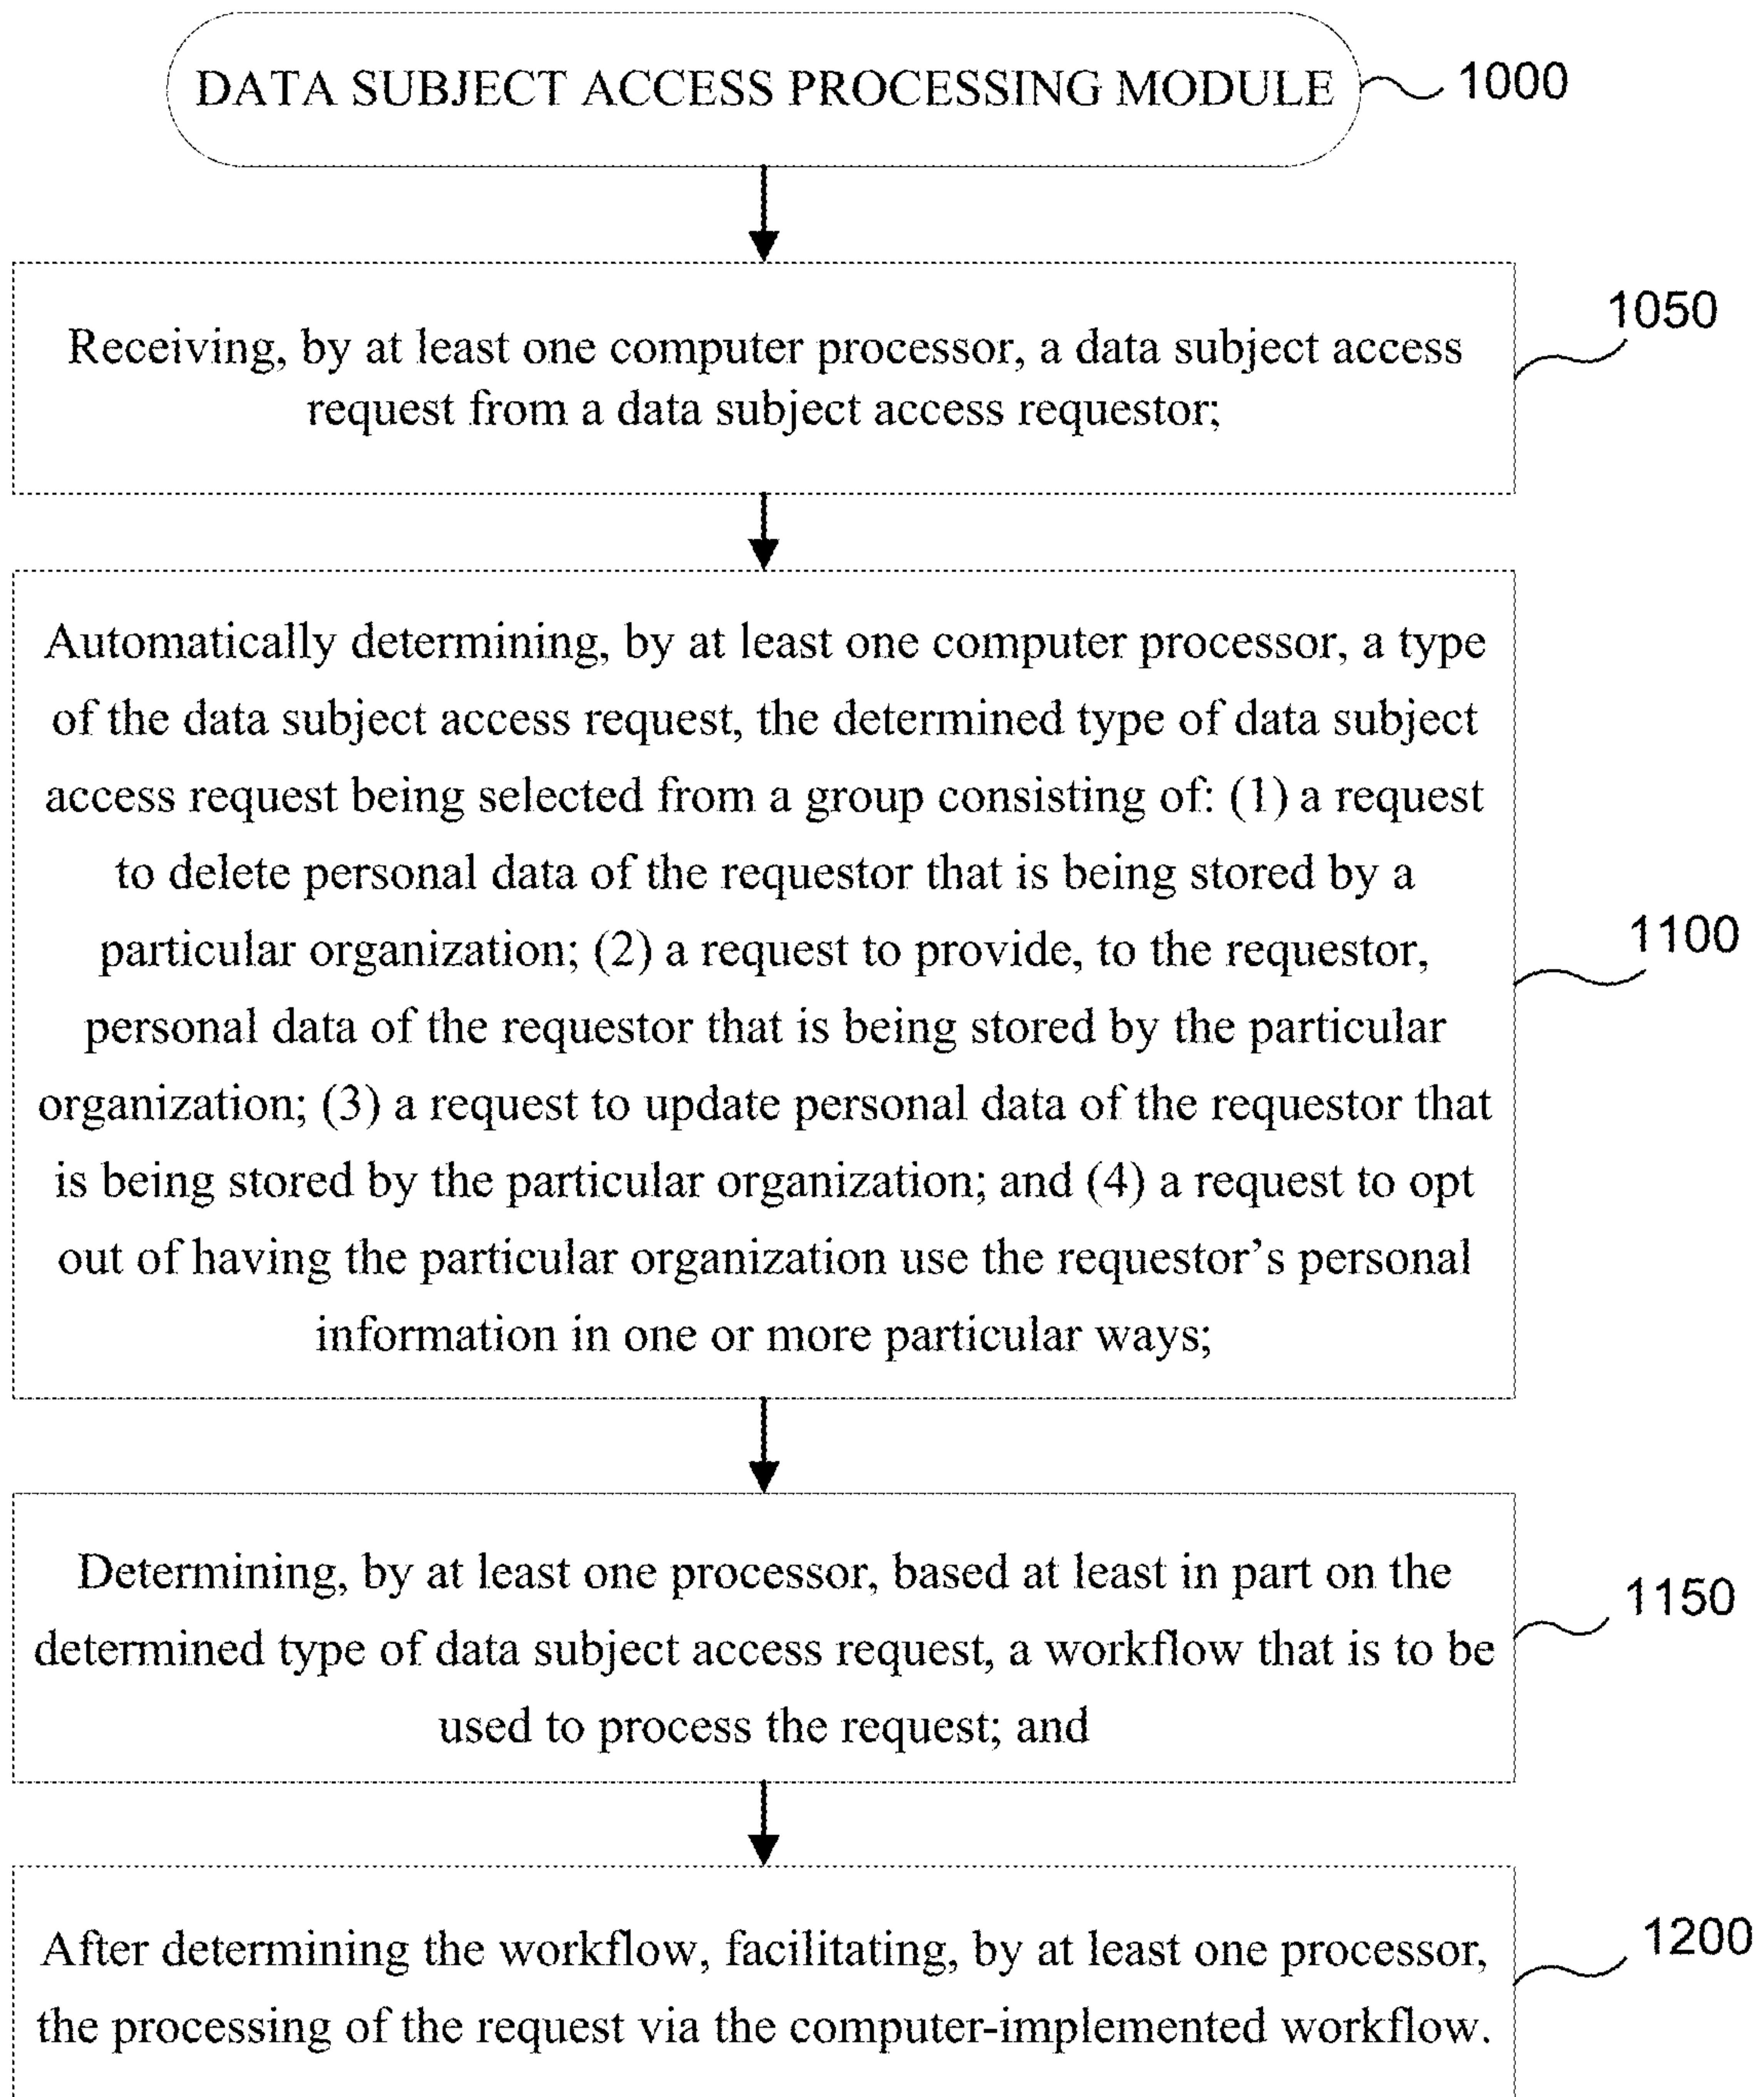 DATA SUBJECT ACCESS PROCESSING MODULE
1000
Receiving, by at least one computer processor, a data subject access
request from a data subject access requestor;
1050
Automatically determining, by at least one computer processor, a type
of the data subject access request, the determined type of data subject
access request being selected from a group consisting of: (1) a request
to delete personal data of the requestor that is being stored by a
particular organization; (2) a request to provide, to the requestor,
personal data of the requestor that is being stored by the particular
organization; (3) a request to update personal data of the requestor that
is being stored by the particular organization; and (4) a request to opt
out of having the particular organization use the requestor’s personal
information in one or more particular ways;
1100
Determining, by at least one processor, based at least in part on the
determined type of data subject access request, a workflow that is to be
used to process the request; and
1150
After determining the workflow, facilitating, by at least one processor,
the processing of the request via the computer-implemented workflow.
1200